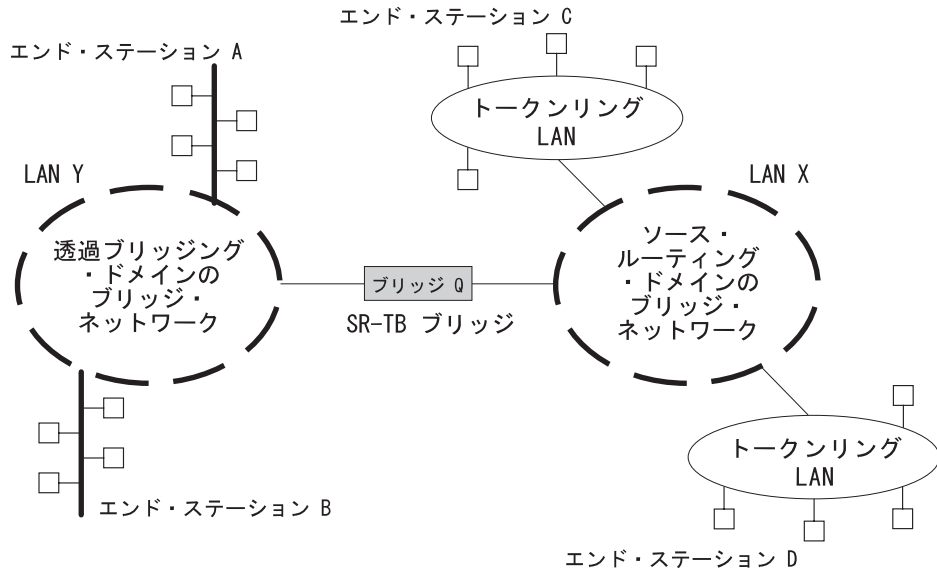 エンド・ステーション C
エンド・ステーション A
トークンリング
LAN
LAN Y
LAN X
透過ブリッジング
・ドメインの
ブリッジ・
ネットワーク
ブリッジ Q
SR-TB ブリッジ
ソース・
ルーティング
・ドメインの
ブリッジ・
ネットワーク
トークンリング
LAN
エンド・ステーション B
エンド・ステーション D